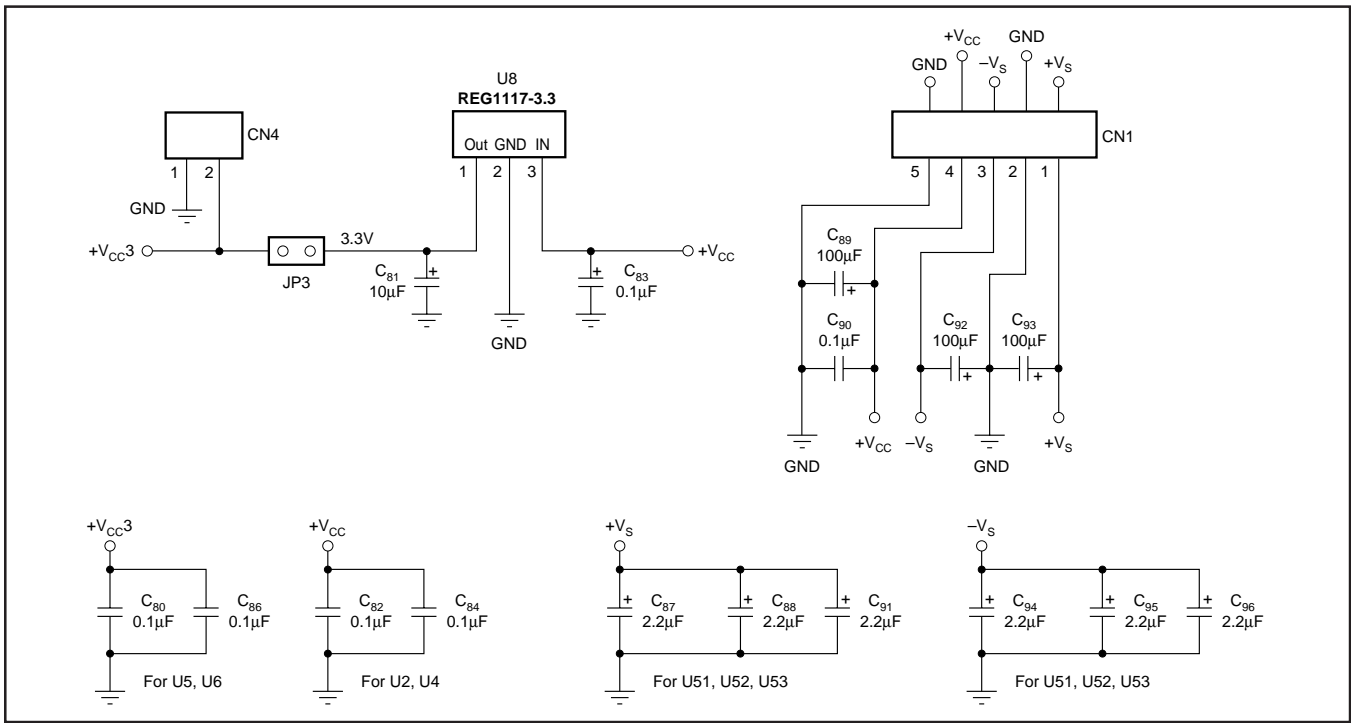 U8
REG1117-3.3
Out GND IN
1 2 3
CN4
1 2
GND
+VCC3
JP3
3.3V
C81
10μF
+
GND
+
C83
0.1μF
+VCC
GND
+VCC
–VS
GND
+VS
CN1
5 4 3 2 1
C89
100μF
+
C90
0.1μF
C92
100μF
+
C93
100μF
+
GND
+VCC
–VS
GND
+VS
+VCC3
C80
0.1μF
C86
0.1μF
For U5, U6
+VCC
C82
0.1μF
C84
0.1μF
For U2, U4
+VS
+
C87
2.2μF
+
C88
2.2μF
+
C91
2.2μF
For U51, U52, U53
–VS
+
C94
2.2μF
+
C95
2.2μF
+
C96
2.2μF
For U51, U52, U53